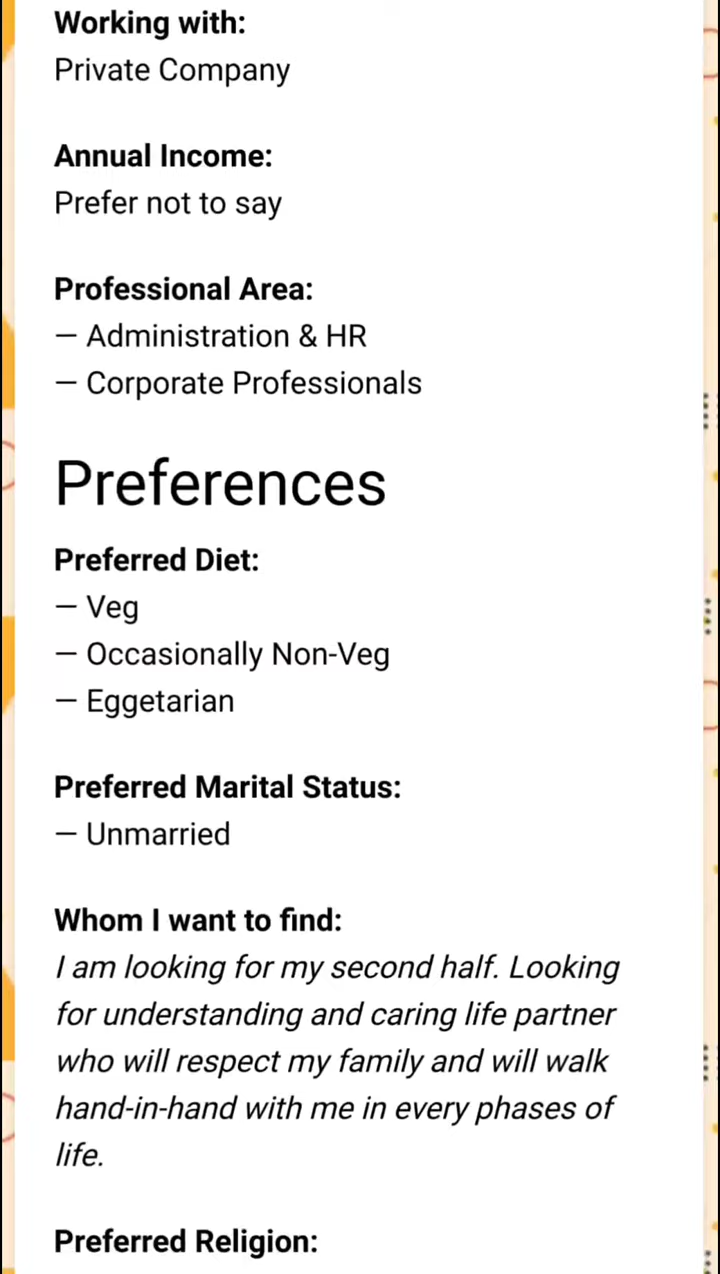 Working with:
Private Company
Annual Income:
Prefer not to say
Professional Area:
— Administration & HR
— Corporate Professionals
Preferences
Preferred Diet:
— Veg
— Occasionally Non-Veg
— Eggetarian
Preferred Marital Status:
— Unmarried
Whom I want to find:
I am looking for my second half. Looking
for understanding and caring life partner
who will respect my family and will walk
hand-in-hand with me in every phases of
life.
Preferred Religion: